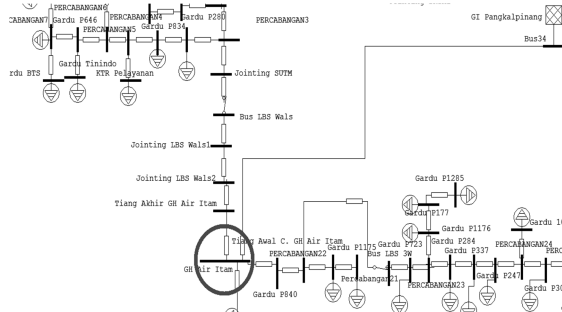 PERCABANGAN6
CABANGAN7 Gardu P646
PERCABANGAN4
Gardu P280
PERCABANGAN3
PERCABANGAN5
Gardu P834
GI Pangkalpinang
Bus34
Gardu Tinindo
rdu BTS
KTR Pelayanan
Jointing SUTM
Bus LBS Wals
Jointing LBS Wals1
Jointing LBS Wals2
Tiang Akhir GH Air Itam
Gardu P1285
Gardu P177
Gardu P1176
Tiang Awal C. GH Air Itam
Gardu P1175
Gardu P723
Gardu P284
PERCABANGAN24
PERCABANGAN22
Bus LBS 3W
Gardu P337
GH Air Itam
Percabangan21
Gardu P247
PERCABANGAN23
Gardu P840